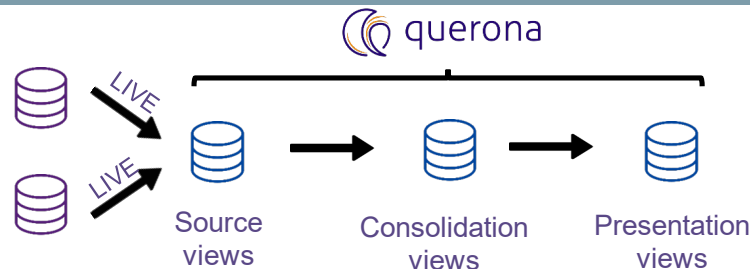 querona
LIVE
LIVE
Source
views
Consolidation
views
Presentation
views